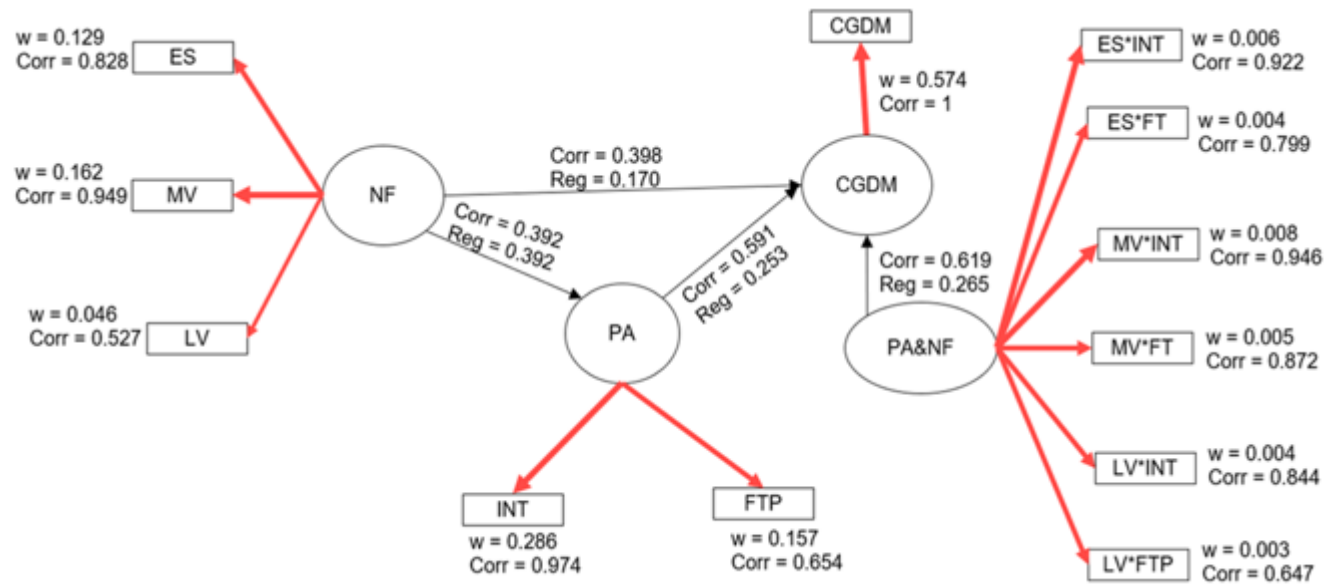 w = 0.129
Corr = 0.828
ES
w = 0.162
Corr = 0.949
MV
w = 0.046
Corr = 0.527
LV
NF
Corr = 0.398
Reg = 0.170
Corr = 0.392
Reg = 0.392
PA
Corr = 0.591
Reg = 0.253
INT
w = 0.286
Corr = 0.974
FTP
w = 0.157
Corr = 0.654
CGDM
w = 0.574
Corr = 1
CGDM
Corr = 0.619
Reg = 0.265
PA&NF
ES*INT
w = 0.006
Corr = 0.922
ES*FT
w = 0.004
Corr = 0.799
MV*INT
w = 0.008
Corr = 0.946
MV*FT
w = 0.005
Corr = 0.872
LV*INT
w = 0.004
Corr = 0.844
LV*FTP
w = 0.003
Corr = 0.647